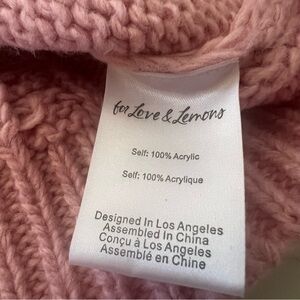 for Love & Lemons
Self: 100% Acrylic
Self: 100% Acrylique
Designed In Los Angeles
Assembled In China
Conçu à Los Angeles
Assemblé en Chine